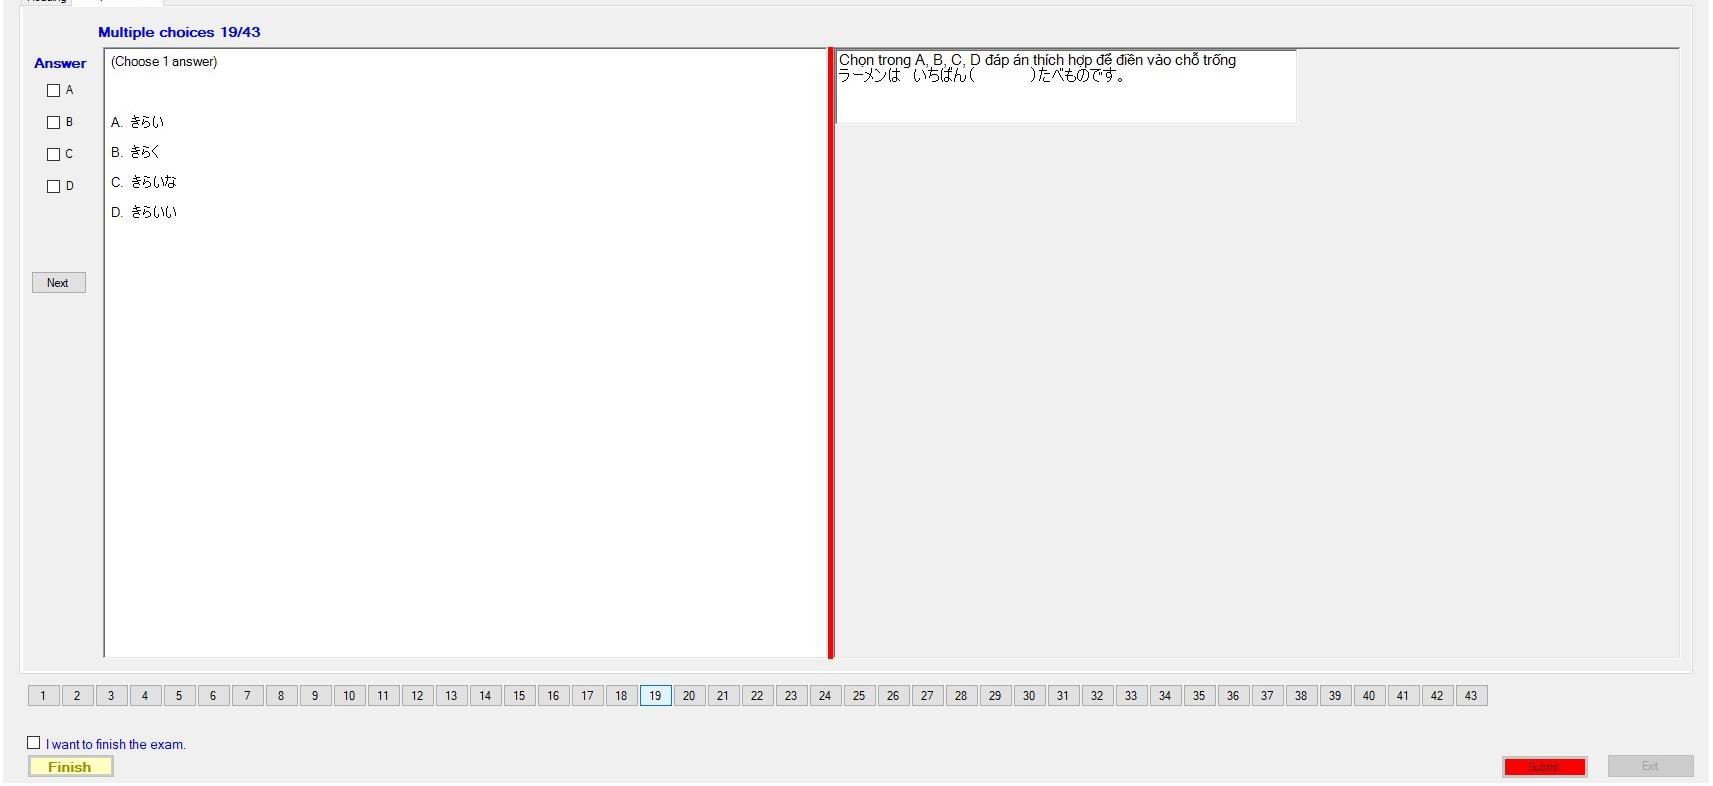 Multiple choices 19/43
Answer
(Choose 1 answer)
A
B
C
D
A. きらい
B. きらく
C. きらいな
D. きらいい
Next
Chọn trong A, B, C, D đáp án thích hợp để điền vào chỗ trống
ラーメンは いちばん( )たべものです。
1 2 3 4 5 6 7 8 9 10 11 12 13 14 15 16 17 18 19 20 21 22 23 24 25 26 27 28 29 30 31 32 33 34 35 36 37 38 39 40 41 42 43
I want to finish the exam.
Finish
Submit
Exit